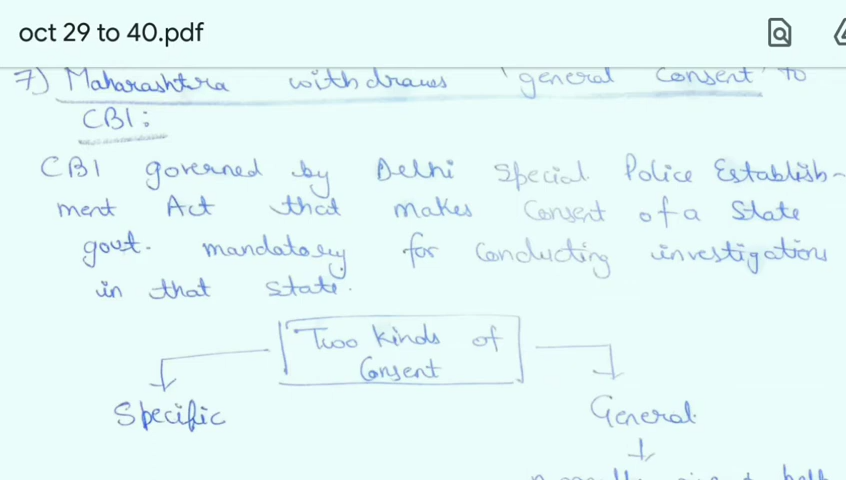 oct 29 to 40.pdf
7) Maharashtra withdraws 'general consent' to
CBI:
CBI governed by Delhi Special Police Establish-
ment Act that makes Consent of a State
govt. mandatory for conducting investigation
in that state.
Two kinds of
Consent
Specific
General